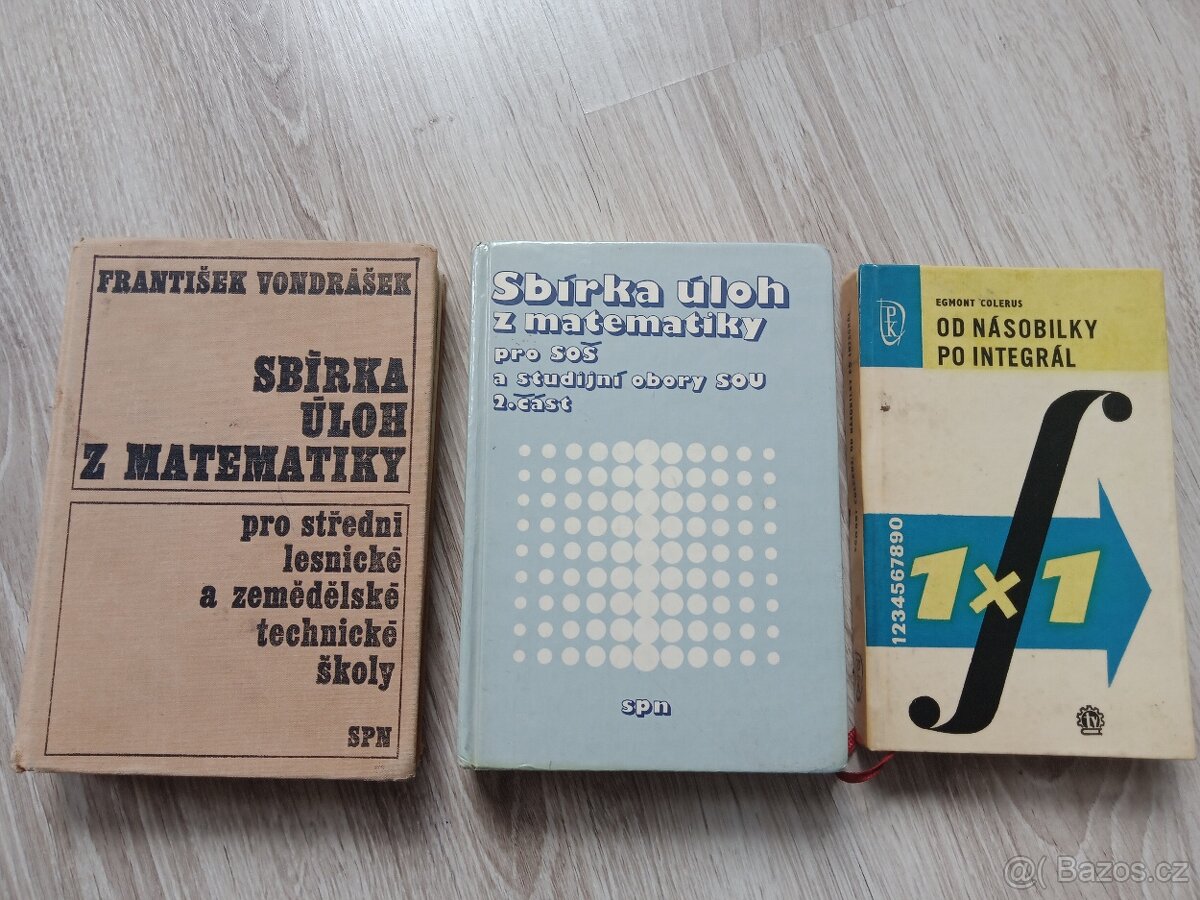 FRANTIŠEK VONDRÁŠEK
SBÍRKA
ÚLOH
Z MATEMATIKY
pro střední
lesnické
a zemědělské
technické
školy
SPN
Sbírka úloh
z matematiky
pro SOŠ
a studijní obory SOU
2. část
spn
PK
EGMONT COLERUS
OD NÁSOBILKY
PO INTEGRÁL
1234567890
1×1
@( Bazos.cz